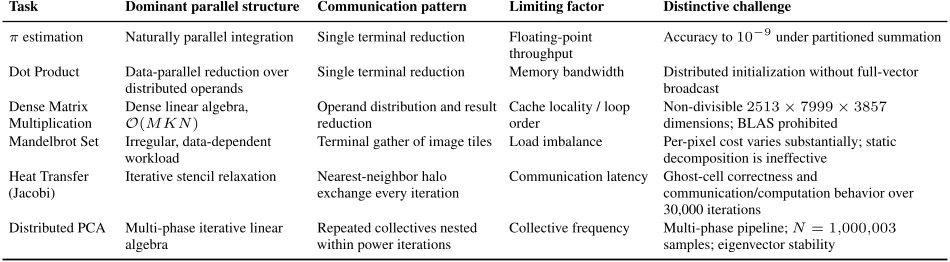 Task Dominant parallel structure Communication pattern Limiting factor Distinctive challenge
π estimation Naturally parallel integration Single terminal reduction Floating-point throughput Accuracy to 10⁻⁹ under partitioned summation
Dot Product Data-parallel reduction over distributed operands Single terminal reduction Memory bandwidth Distributed initialization without full-vector broadcast
Dense Matrix Multiplication Dense linear algebra, O(MKN) Operand distribution and result reduction Cache locality / loop order Non-divisible 2513 × 7999 × 3857 dimensions; BLAS prohibited
Mandelbrot Set Irregular, data-dependent workload Terminal gather of image tiles Load imbalance Per-pixel cost varies substantially; static decomposition is ineffective
Heat Transfer (Jacobi) Iterative stencil relaxation Nearest-neighbor halo exchange every iteration Communication latency Ghost-cell correctness and communication/computation behavior over 30,000 iterations
Distributed PCA Multi-phase iterative linear algebra Repeated collectives nested within power iterations Collective frequency Multi-phase pipeline; N = 1,000,003 samples; eigenvector stability